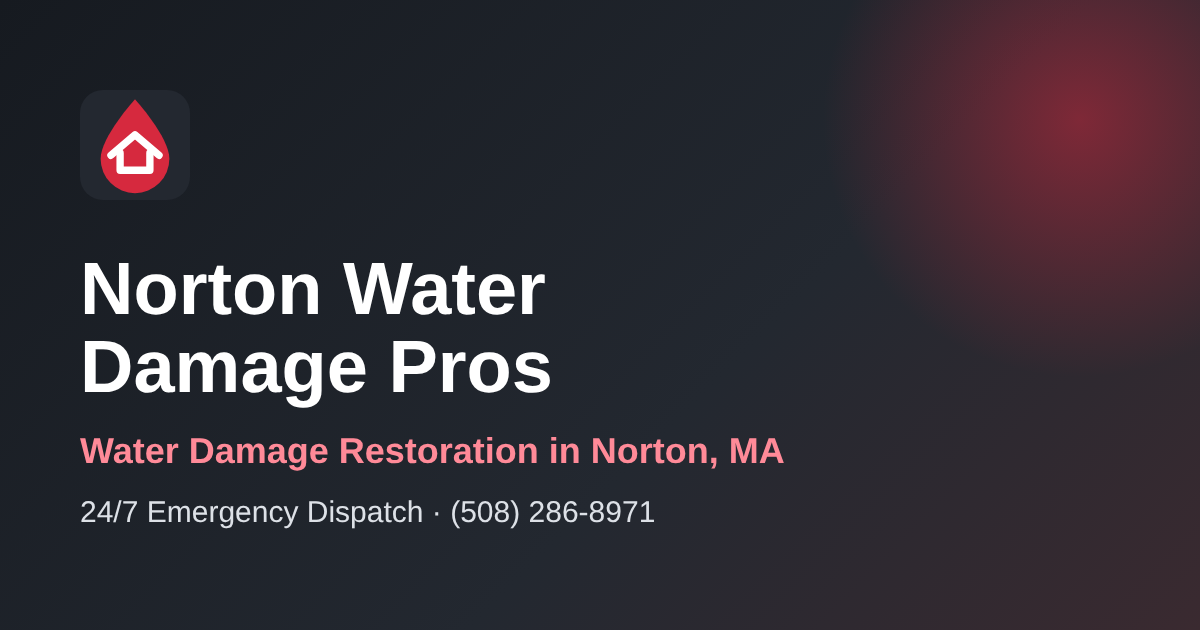 Norton Water
Damage Pros
Water Damage Restoration in Norton, MA
24/7 Emergency Dispatch · (508) 286-8971